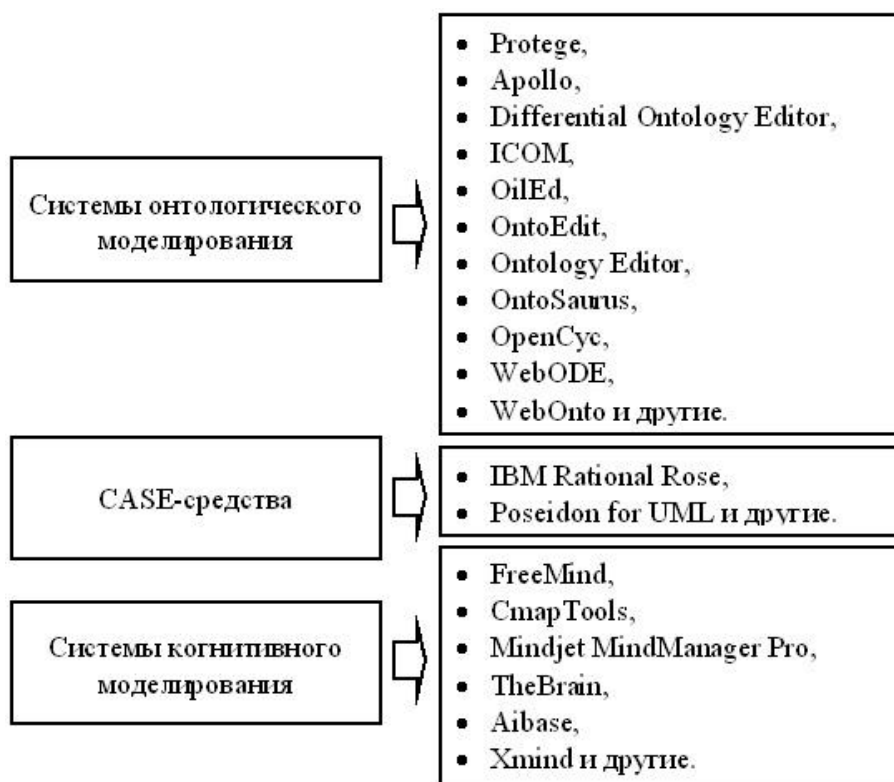 Системы онтологического
моделирования
• Protege,
• Apollo,
• Differential Ontology Editor,
• ICOM,
• OilEd,
• OntoEdit,
• Ontology Editor,
• OntoSaurus,
• OpenCyc,
• WebODE,
• WebOnto и другие.
CASE-средства
• IBM Rational Rose,
• Poseidon for UML и другие.
Системы когнитивного
моделирования
• FreeMind,
• CmapTools,
• Mindjet MindManager Pro,
• TheBrain,
• Aibase,
• Xmind и другие.